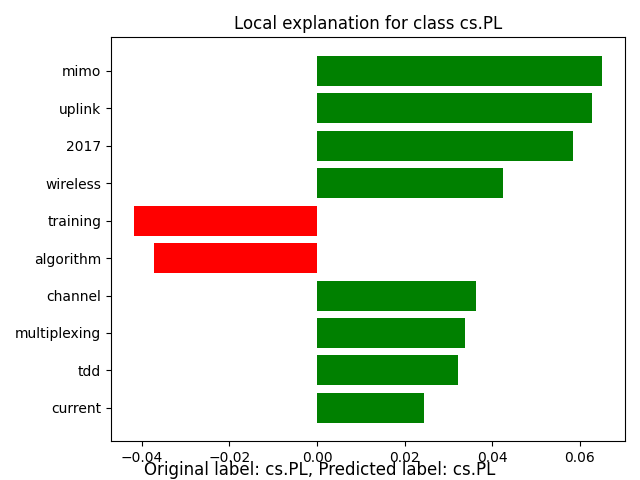 Local explanation for class cs.PL
mimo
uplink
2017
wireless
training
algorithm
channel
multiplexing
tdd
current
−0.04 −0.02 0.00 0.02 0.04 0.06
Original label: cs.PL, Predicted label: cs.PL